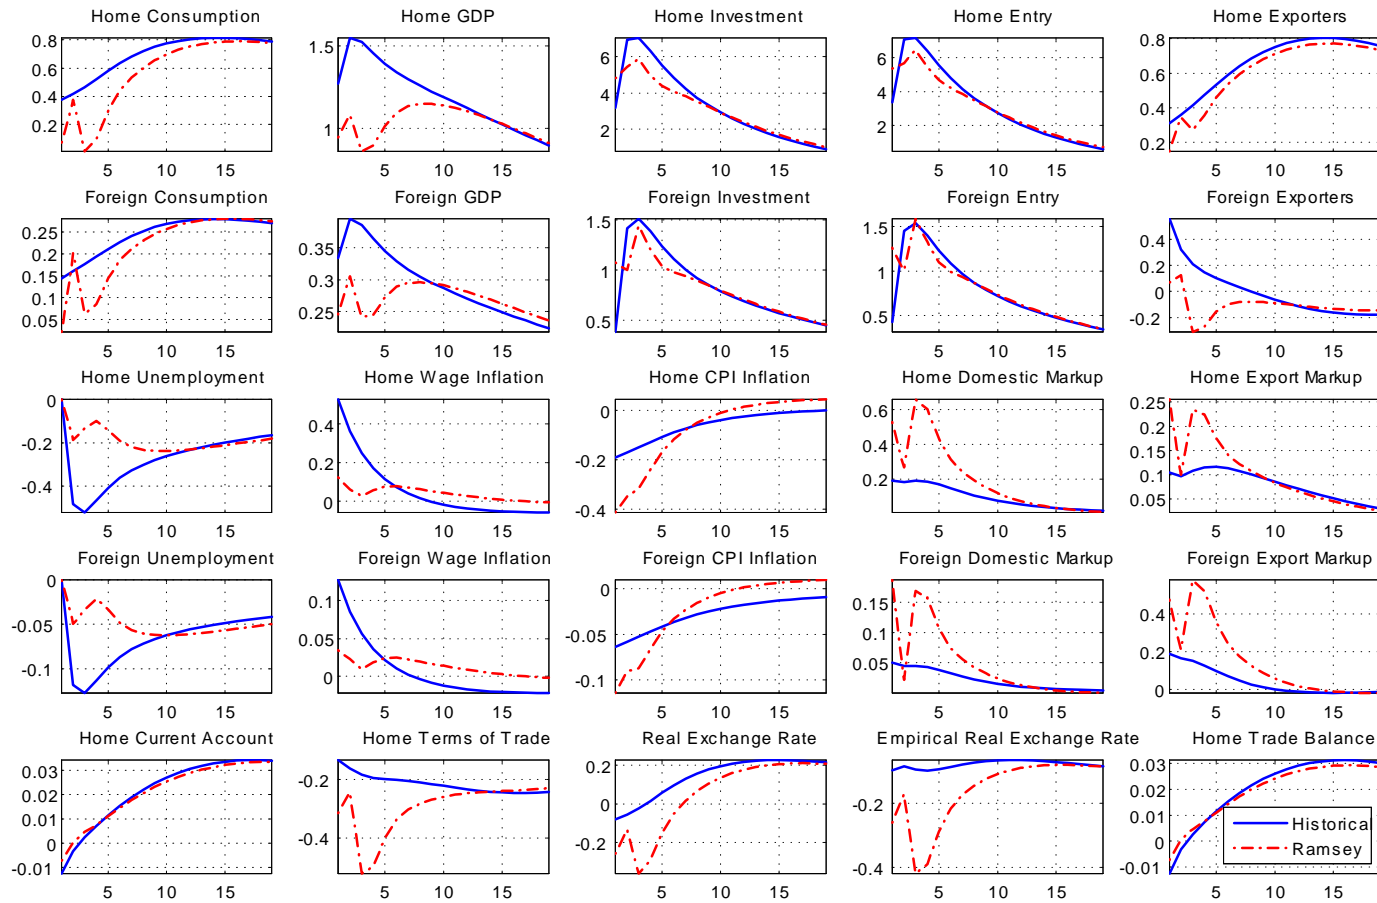 Home Consumption Home GDP Home Investment Home Entry Home Exporters
0.8 0.6 0.4 0.2 5 10 15
1.5 1 5 10 15
6 4 2 5 10 15
6 4 2 5 10 15
0.8 0.6 0.4 0.2 5 10 15
Foreign Consumption Foreign GDP Foreign Investment Foreign Entry Foreign Exporters
0.25 0.2 0.15 0.1 0.05 5 10 15
0.35 0.3 0.25 5 10 15
1.5 1 0.5 5 10 15
1.5 1 0.5 5 10 15
0.4 0.2 0 -0.2 5 10 15
Home Unemployment Home Wage Inflation Home CPI Inflation Home Domestic Markup Home Export Markup
0 -0.2 -0.4 5 10 15
0.4 0.2 0 5 10 15
0 -0.2 -0.4 5 10 15
0.6 0.4 0.2 5 10 15
0.25 0.2 0.15 0.1 0.05 5 10 15
Foreign Unemployment Foreign Wage Inflation Foreign CPI Inflation Foreign Domestic Markup Foreign Export Markup
0 -0.05 -0.1 5 10 15
0.1 0.05 0 5 10 15
0 -0.05 -0.1 5 10 15
0.15 0.1 0.05 5 10 15
0.4 0.2 0 5 10 15
Home Current Account Home Terms of Trade Real Exchange Rate Empirical Real Exchange Rate Home Trade Balance
0.03 0.02 0.01 0 -0.01 5 10 15
-0.2 -0.4 5 10 15
0.2 0 -0.2 5 10 15
-0.2 -0.4 5 10 15
0.03 0.02 0.01 0 -0.01 5 10 15
Historical
Ramsey